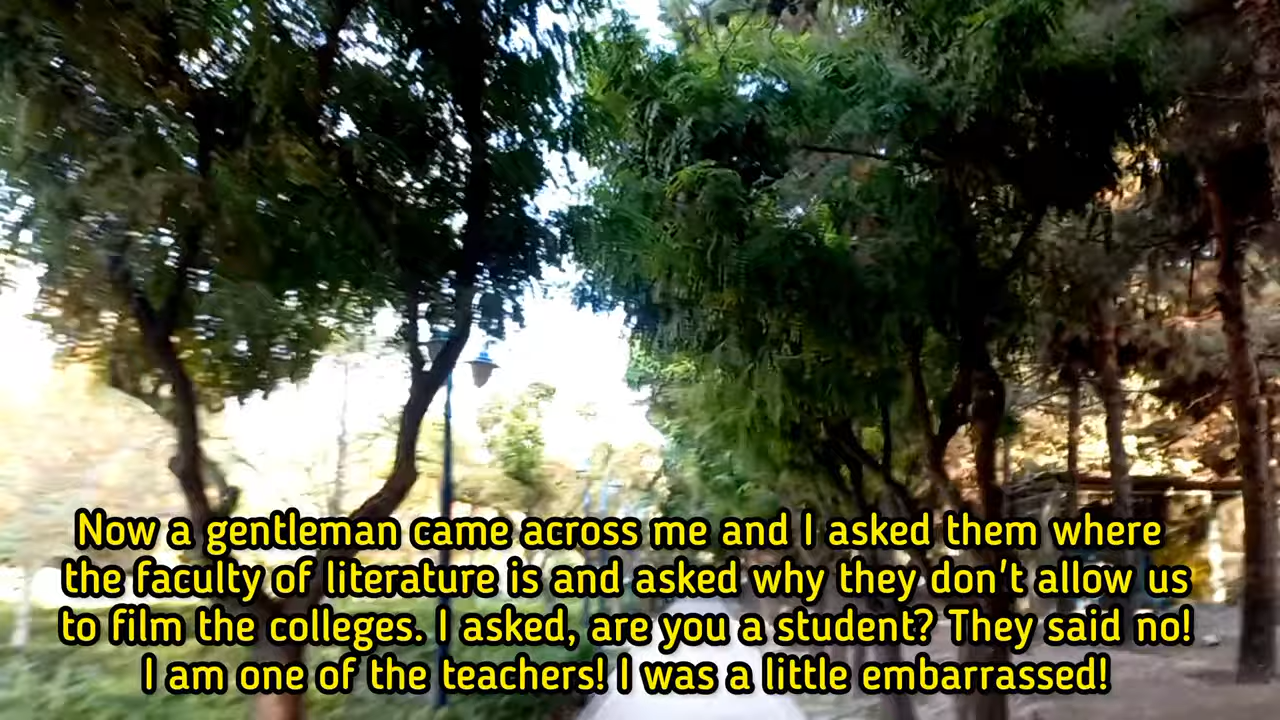 Now a gentleman came across me and I asked them where
the faculty of literature is and asked why they don't allow us
to film the colleges. I asked, are you a student? They said no!
I am one of the teachers! I was a little embarrassed!